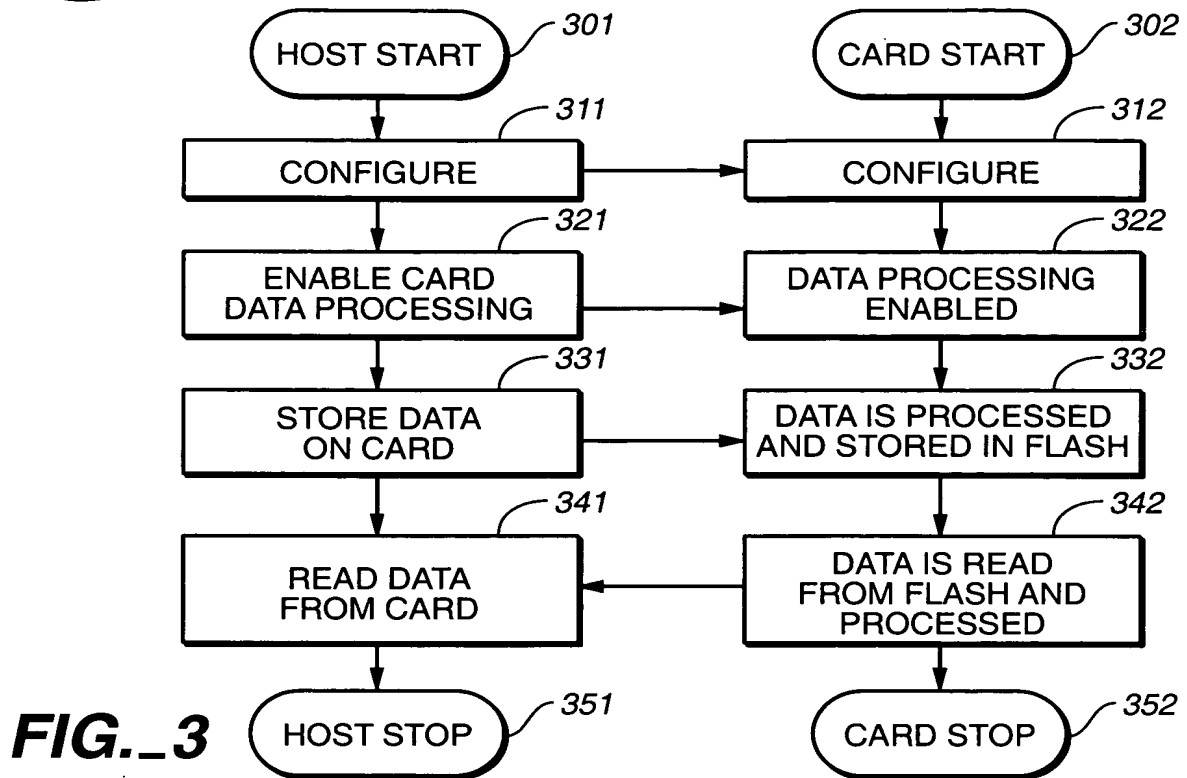 HOST START
301
CARD START
302
311
312
CONFIGURE
CONFIGURE
321
322
ENABLE CARD
DATA PROCESSING
DATA PROCESSING
ENABLED
331
332
STORE DATA
ON CARD
DATA IS PROCESSED
AND STORED IN FLASH
341
342
READ DATA
FROM CARD
DATA IS READ
FROM FLASH AND
PROCESSED
HOST STOP
351
CARD STOP
352
FIG._3